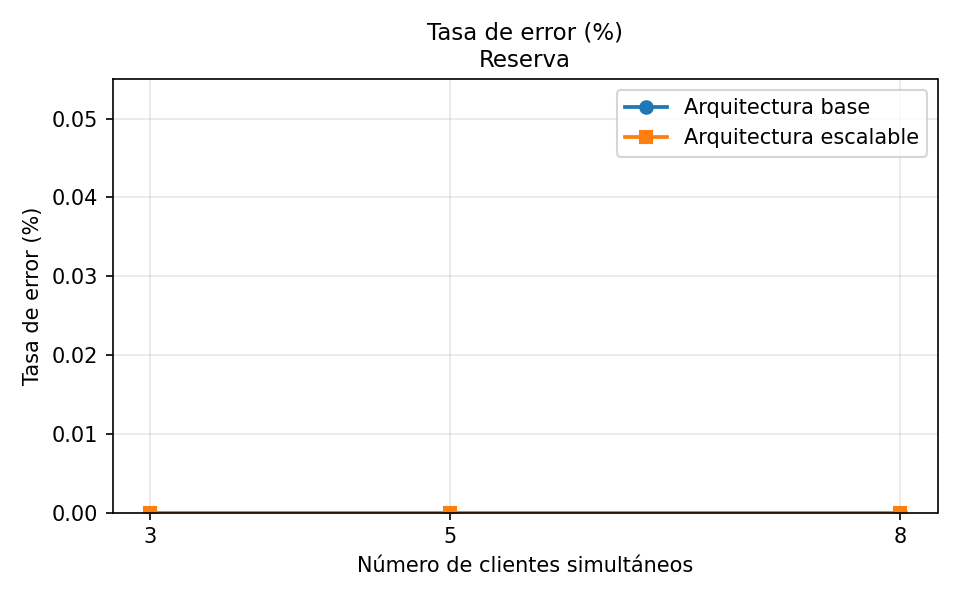 Tasa de error (%)
Reserva
Arquitectura base
Arquitectura escalable
Tasa de error (%)
0.05
0.04
0.03
0.02
0.01
0.00
3 5 8
Número de clientes simultáneos